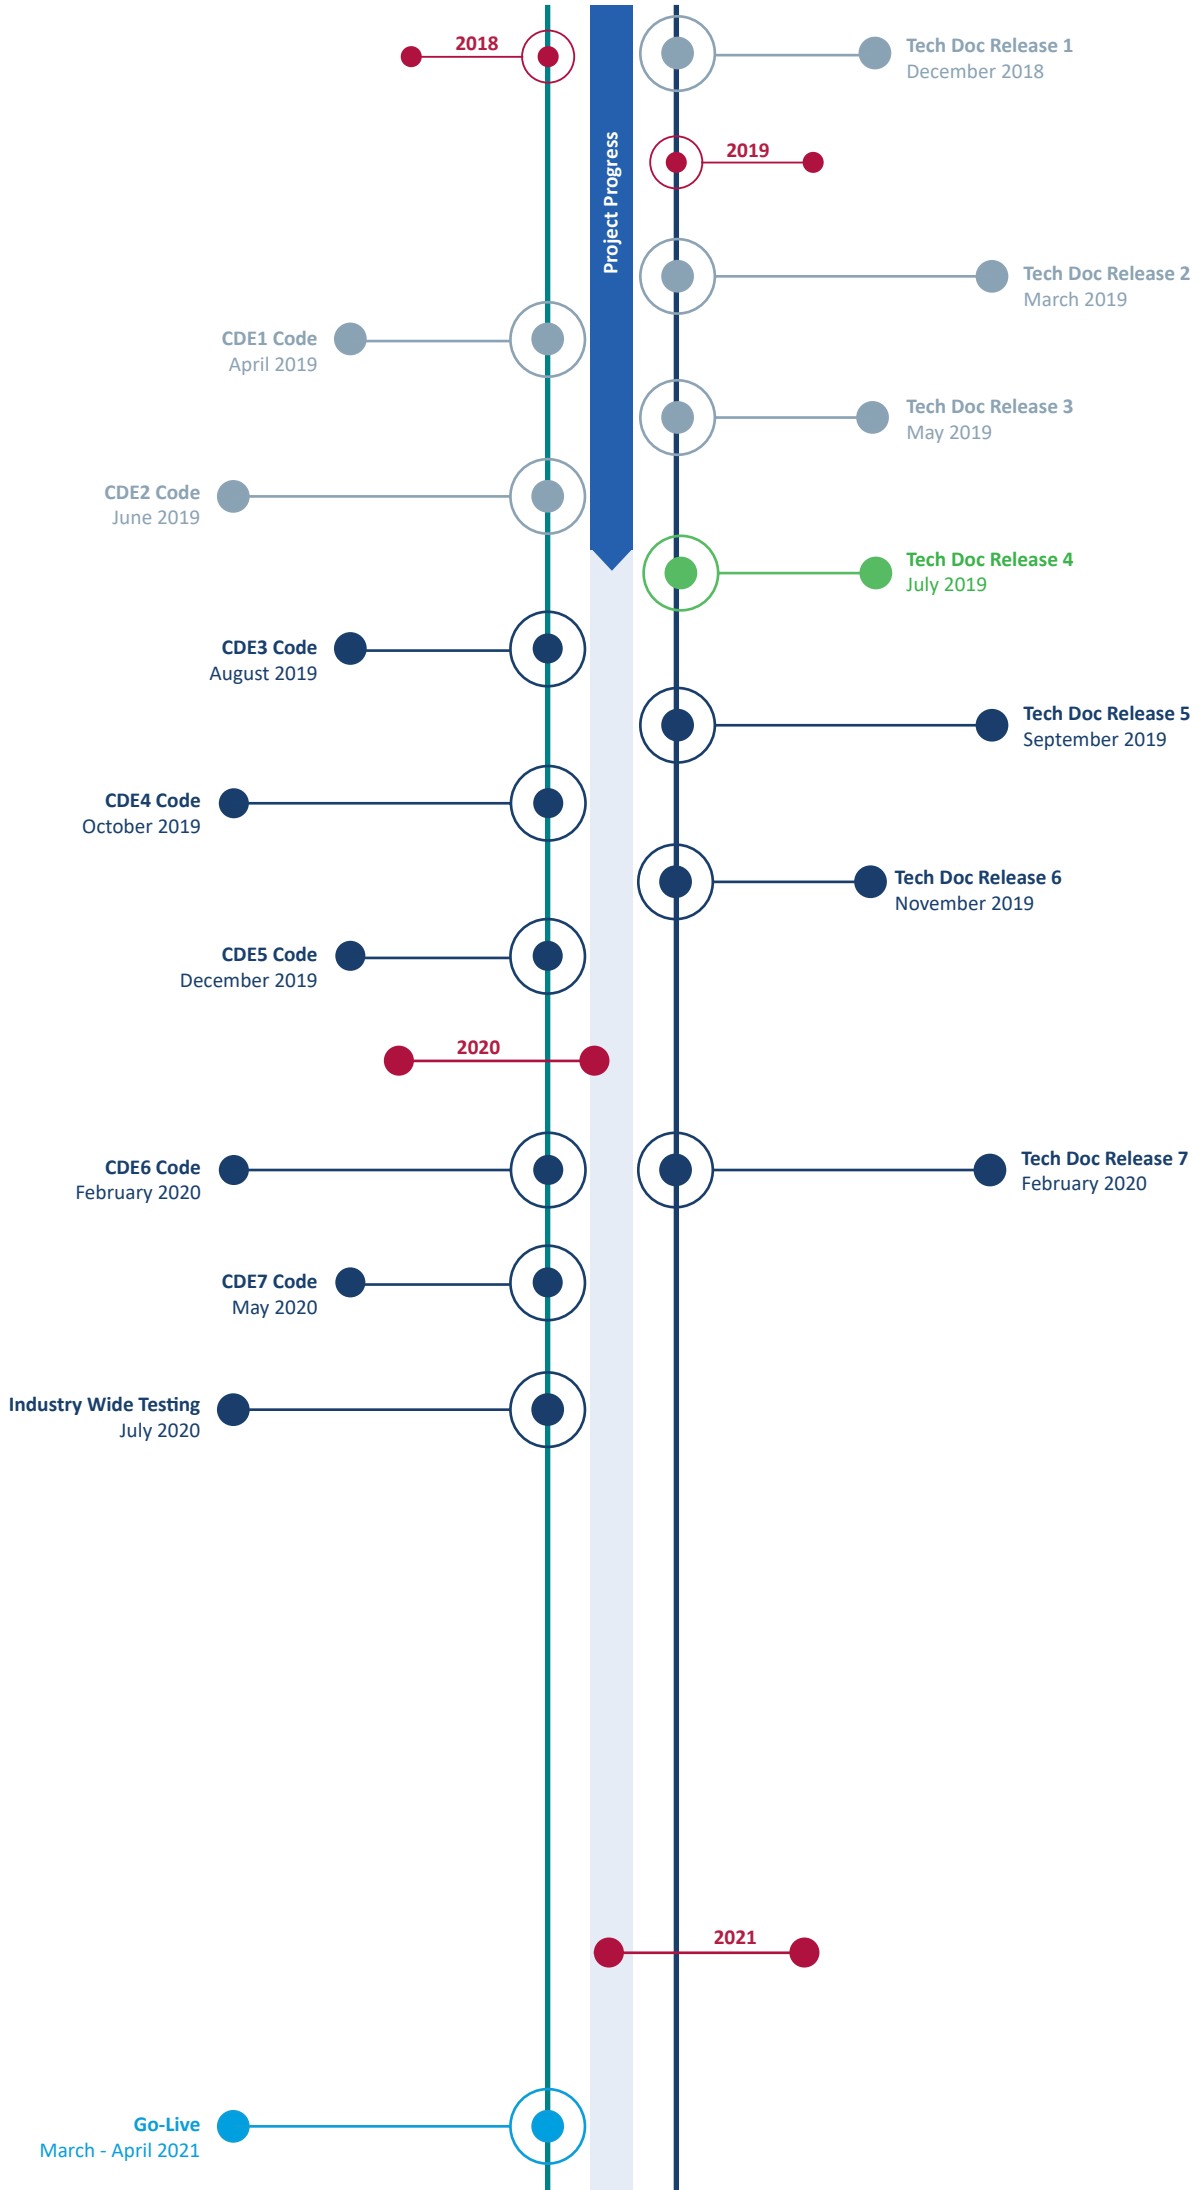 2018
Tech Doc Release 1
December 2018
Project Progress
2019
Tech Doc Release 2
March 2019
CDE1 Code
April 2019
Tech Doc Release 3
May 2019
CDE2 Code
June 2019
Tech Doc Release 4
July 2019
CDE3 Code
August 2019
Tech Doc Release 5
September 2019
CDE4 Code
October 2019
Tech Doc Release 6
November 2019
CDE5 Code
December 2019
2020
CDE6 Code
February 2020
Tech Doc Release 7
February 2020
CDE7 Code
May 2020
Industry Wide Testing
July 2020
2021
Go-Live
March - April 2021